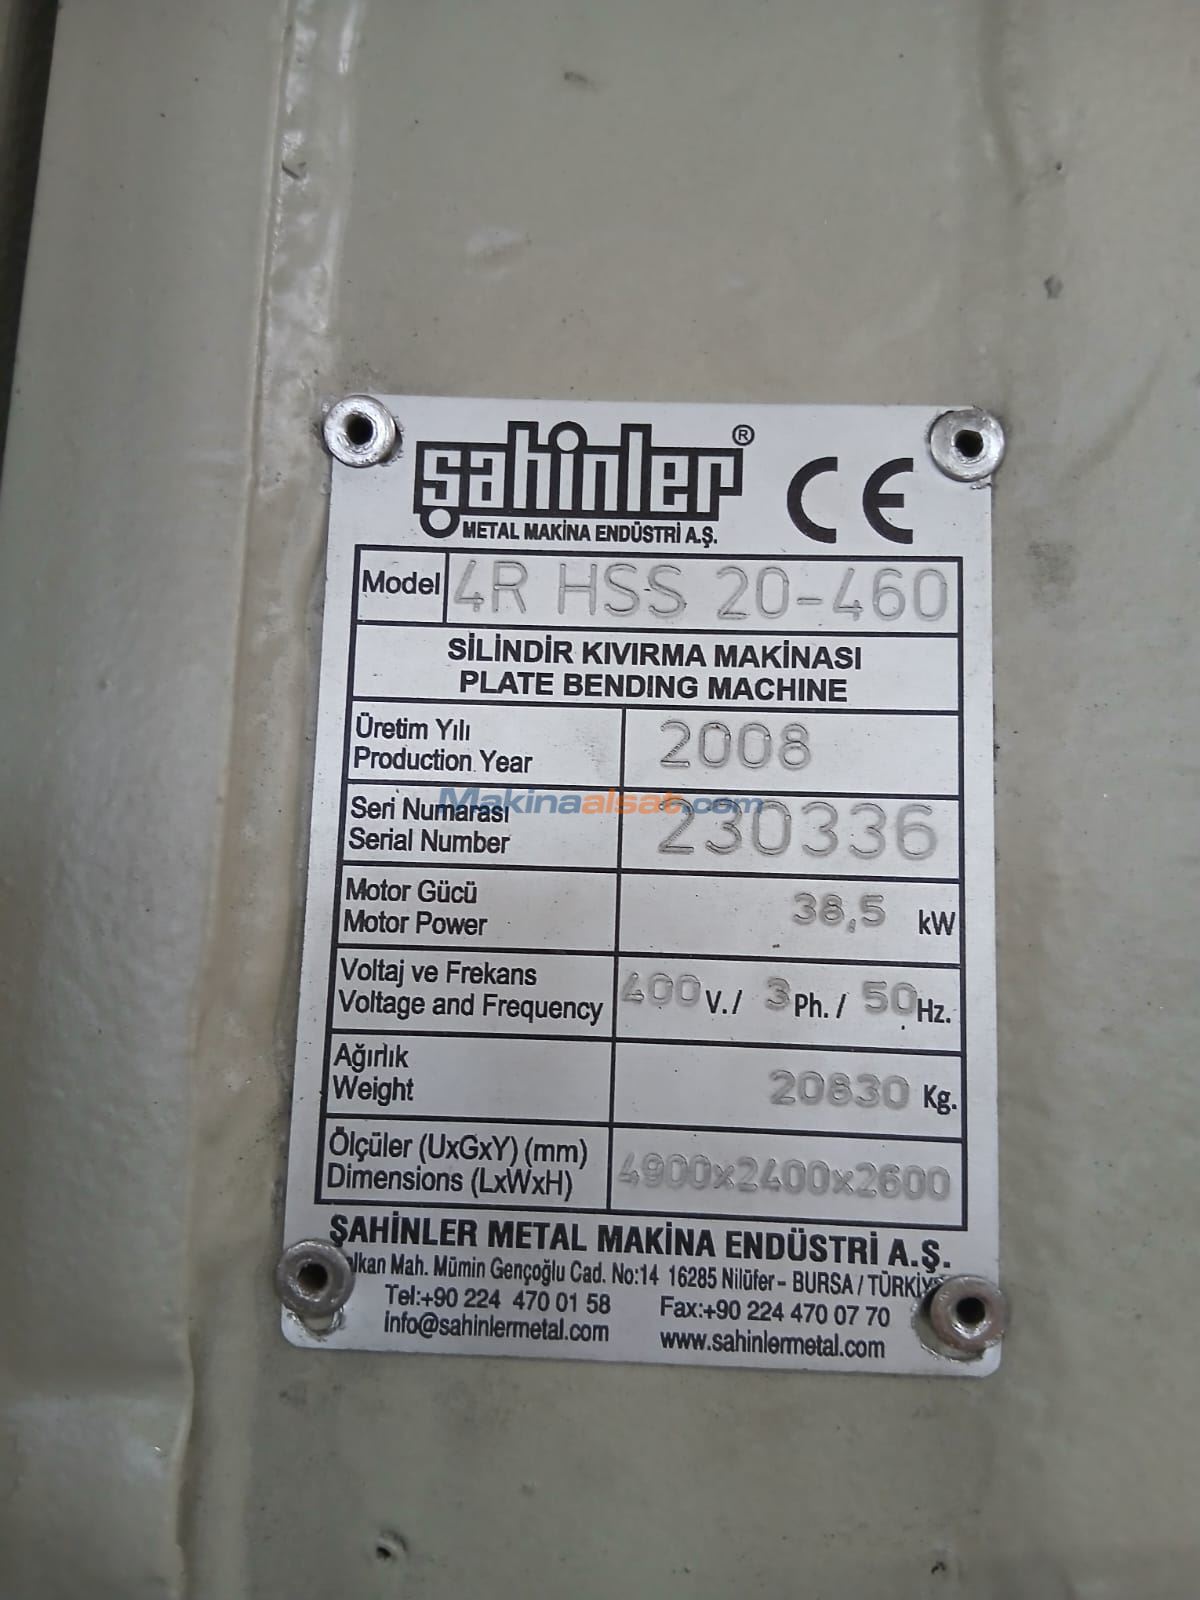 şahinler®
METAL MAKİNA ENDÜSTRİ A.Ş.
CE
Model 4R HSS 20-460
SİLİNDİR KIVIRMA MAKİNASI
PLATE BENDING MACHINE
Üretim Yılı
Production Year
2008
Makinaalsat.com
Seri Numarası
Serial Number
230336
Motor Gücü
Motor Power
38,5 kW
Voltaj ve Frekans
Voltage and Frequency
400 V./ 3 Ph./ 50 Hz.
Ağırlık
Weight
20830 Kg.
Ölçüler (UxGxY) (mm)
Dimensions (LxWxH)
4900x2400x2600
ŞAHİNLER METAL MAKİNA ENDÜSTRİ A.Ş.
Mah. Mümin Gençoğlu Cad. No:14 16285 Nilüfer - BURSA / TÜRKİYE
Tel:+90 224 470 01 58 Fax:+90 224 470 07 70
info@sahinlermetal.com www.sahinlermetal.com